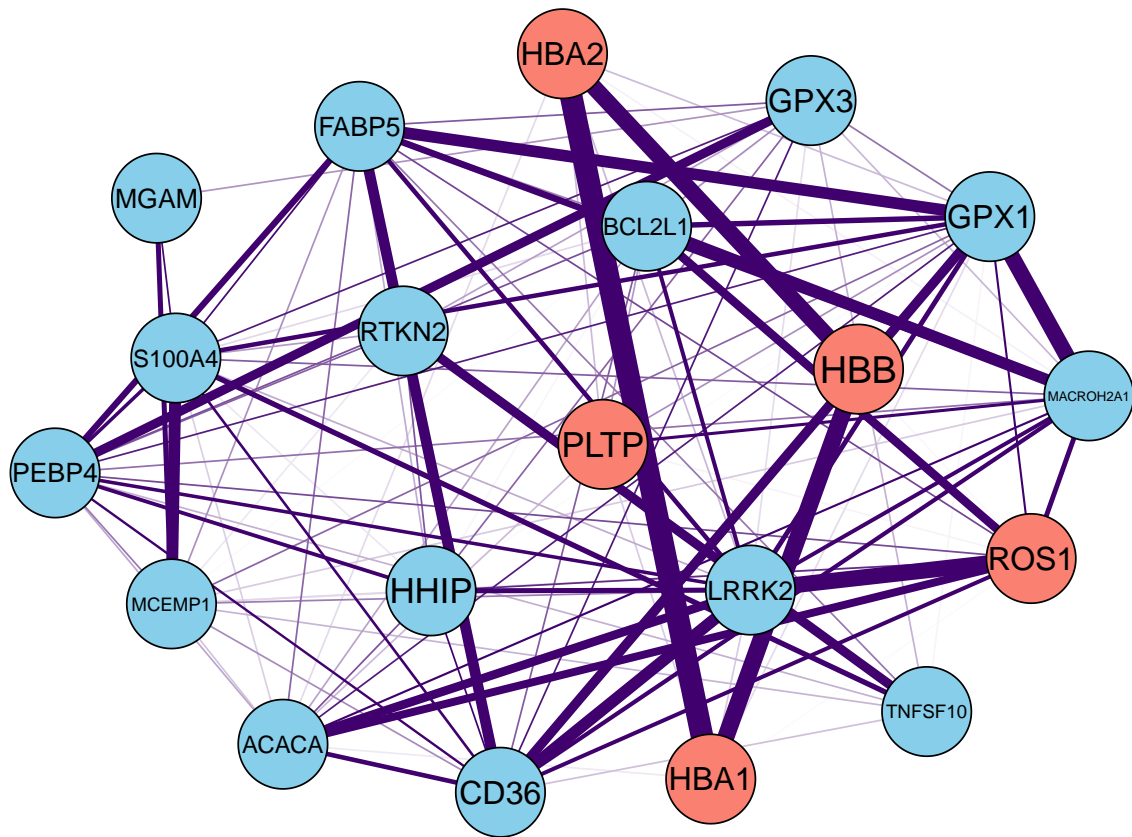 HBA2
GPX3
FABP5
MGAM
BCL2L1
GPX1
RTKN2
S100A4
HBB
MACROH2A1
PLTP
PEBP4
ROS1
HHIP
LRRK2
MCEMP1
TNFSF10
ACACA
HBA1
CD36